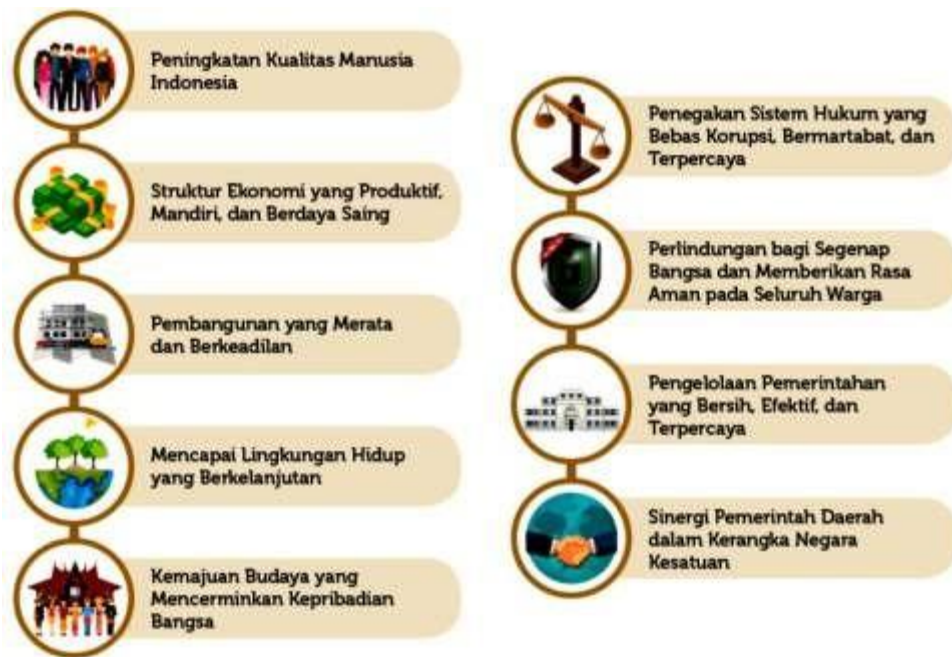 Peningkatan Kualitas Manusia
Indonesia
Struktur Ekonomi yang Produktif,
Mandiri, dan Berdaya Saing
Pembangunan yang Merata
dan Berkeadilan
Mencapai Lingkungan Hidup
yang Berkelanjutan
Kemajuan Budaya yang
Mencerminkan Kepribadian
Bangsa
Penegakan Sistem Hukum yang
Bebas Korupsi, Bermartabat, dan
Terpercaya
Perlindungan bagi Segenap
Bangsa dan Memberikan Rasa
Aman pada Seluruh Warga
Pengelolaan Pemerintahan
yang Bersih, Efektif, dan
Terpercaya
Sinergi Pemerintah Daerah
dalam Kerangka Negara
Kesatuan